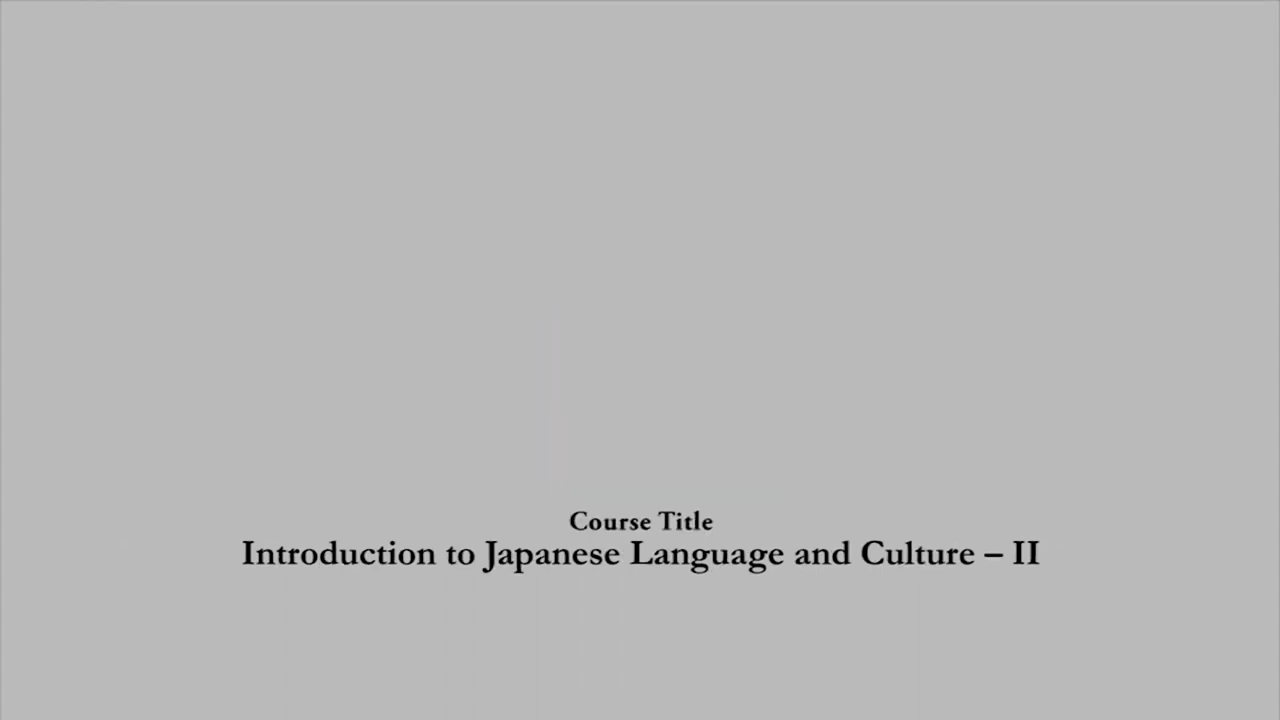 Course Title
Introduction to Japanese Language and Culture – II